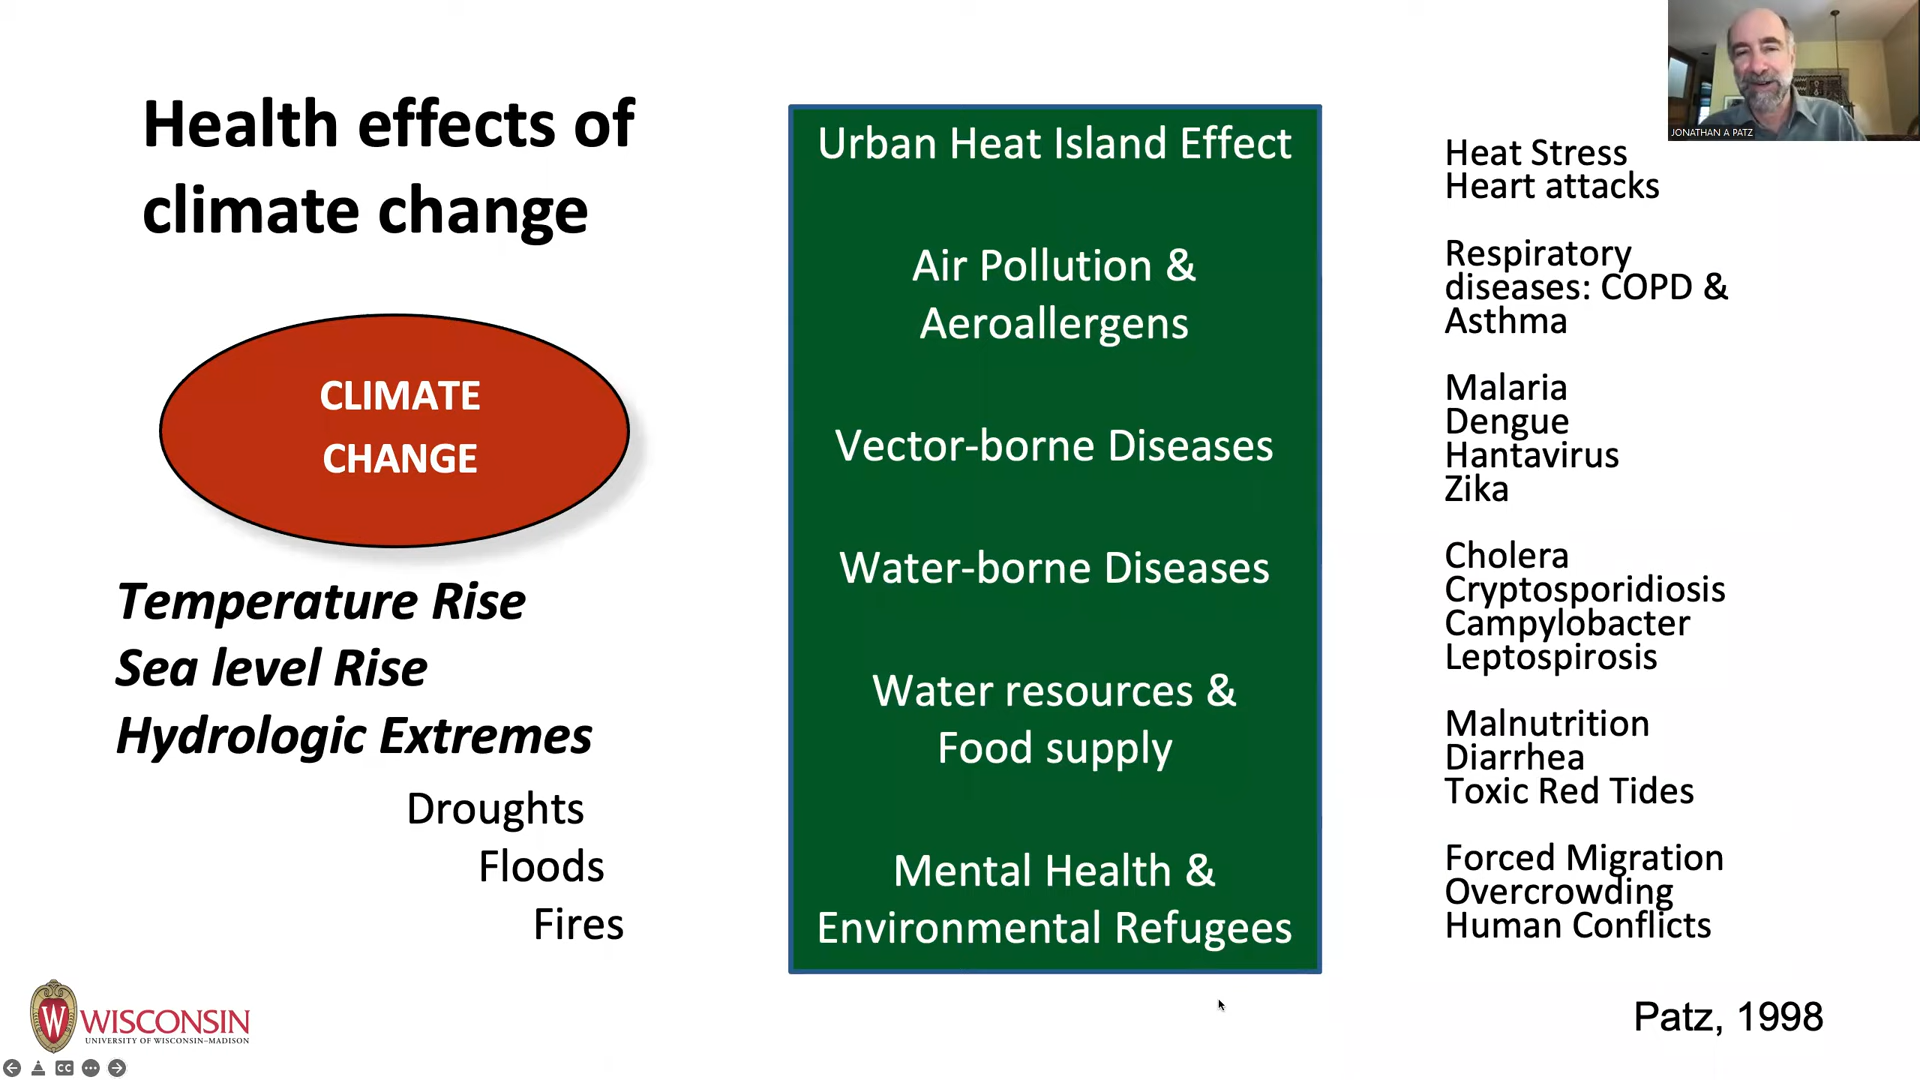 Health effects of
climate change
CLIMATE
CHANGE
Temperature Rise
Sea level Rise
Hydrologic Extremes
Droughts
Floods
Fires
Urban Heat Island Effect
Air Pollution &
Aeroallergens
Vector-borne Diseases
Water-borne Diseases
Water resources &
Food supply
Mental Health &
Environmental Refugees
JONATHAN A PATZ
Heat Stress
Heart attacks
Respiratory
diseases: COPD &
Asthma
Malaria
Dengue
Hantavirus
Zika
Cholera
Cryptosporidiosis
Campylobacter
Leptospirosis
Malnutrition
Diarrhea
Toxic Red Tides
Forced Migration
Overcrowding
Human Conflicts
Patz, 1998
W
WISCONSIN
UNIVERSITY OF WISCONSIN–MADISON
CC